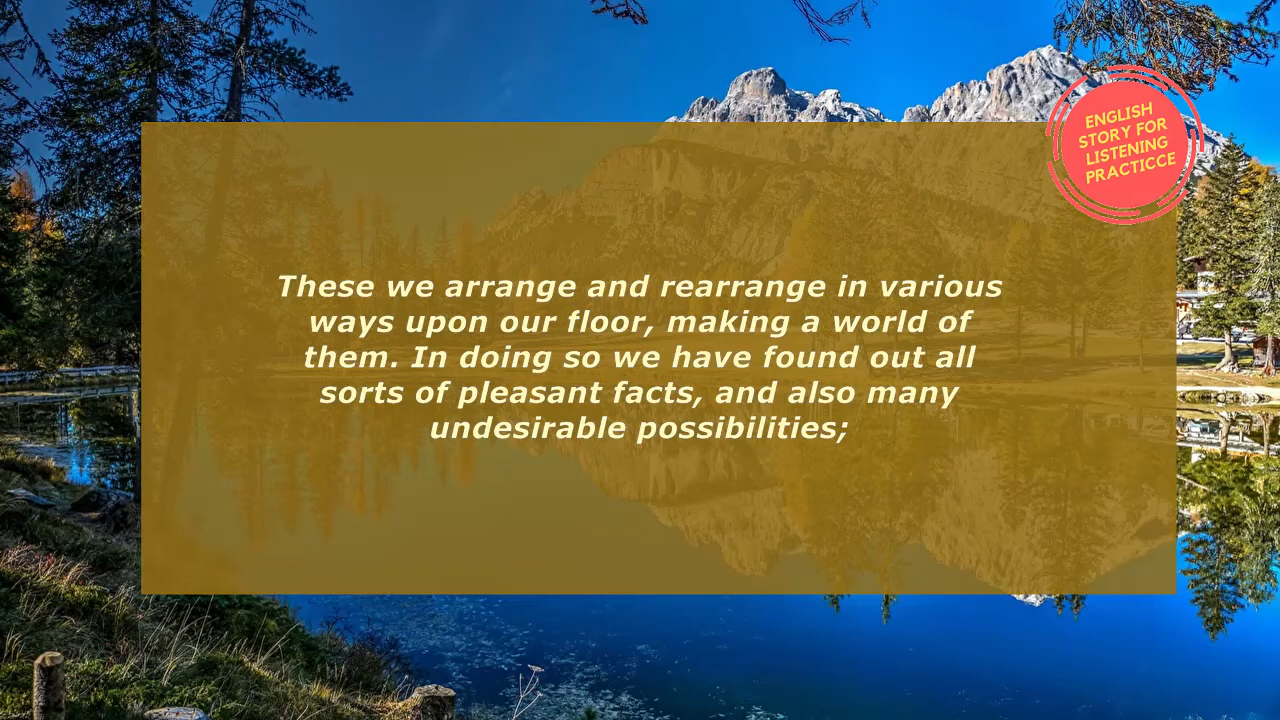 ENGLISH
STORY FOR
LISTENING
PRACTICCE
These we arrange and rearrange in various
ways upon our floor, making a world of
them. In doing so we have found out all
sorts of pleasant facts, and also many
undesirable possibilities;